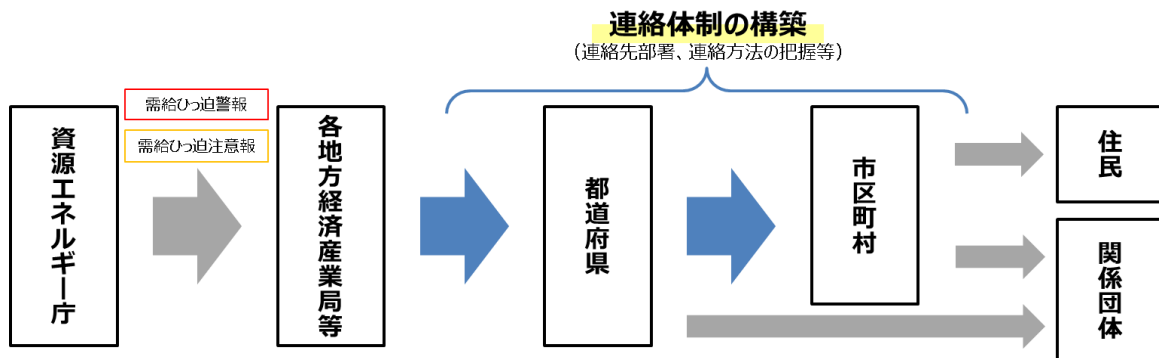 連絡体制の構築
（連絡先部署、連絡方法の把握等）
資源エネルギー庁
需給ひっ迫警報
需給ひっ迫注意報
各地方経済産業局等
都道府県
市区町村
住民
関係団体